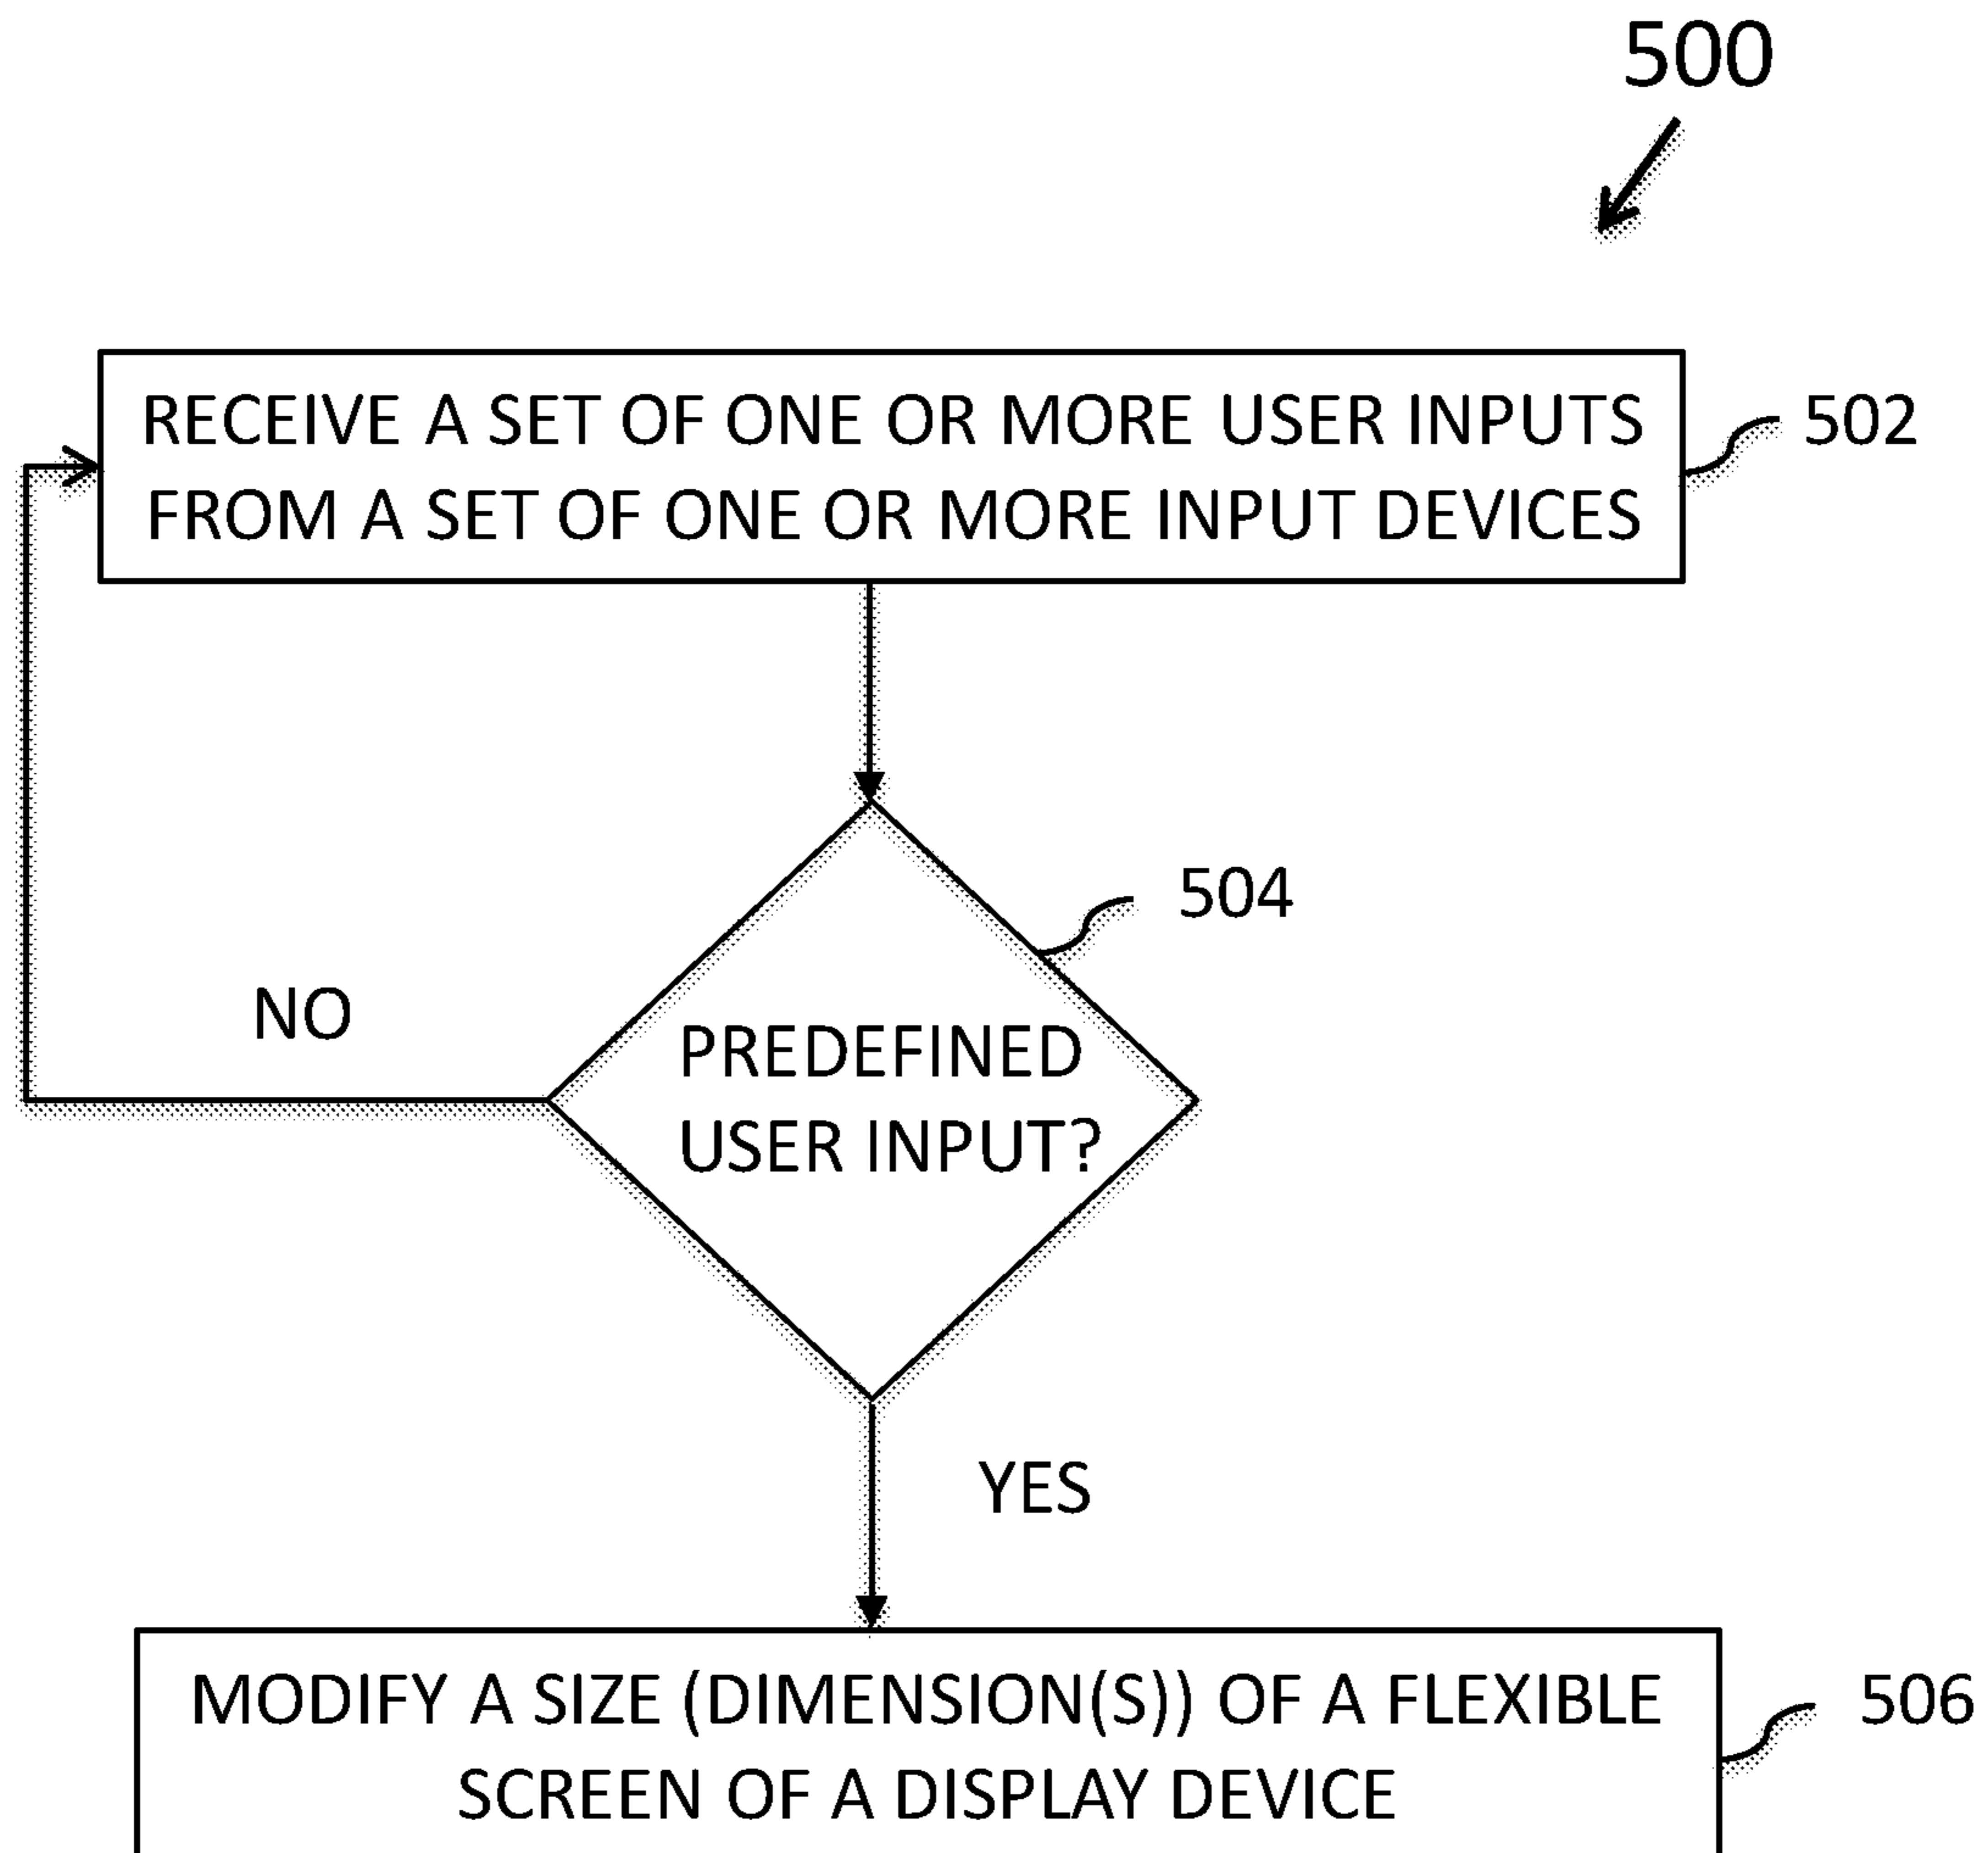 500
RECEIVE A SET OF ONE OR MORE USER INPUTS
FROM A SET OF ONE OR MORE INPUT DEVICES
502
504
NO
PREDEFINED
USER INPUT?
YES
MODIFY A SIZE (DIMENSION(S)) OF A FLEXIBLE
SCREEN OF A DISPLAY DEVICE
506